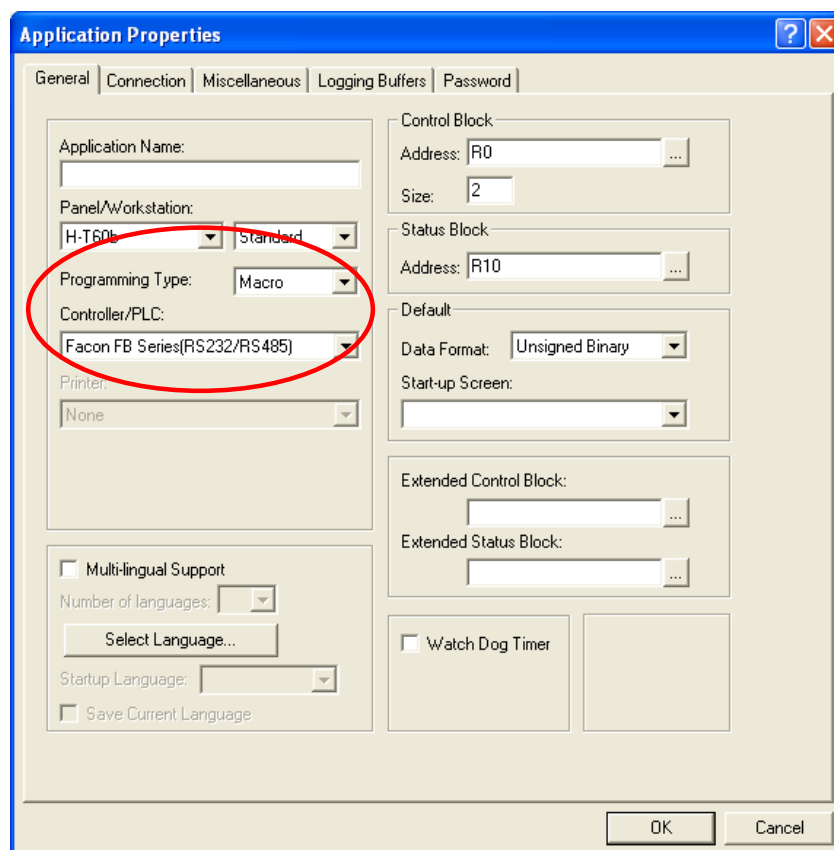 Application Properties
General Connection Miscellaneous Logging Buffers Password
Application Name:
Panel/Workstation:
H-T60b Standard
Programming Type: Macro
Controller/PLC:
Facon FB Series(RS232/RS485)
Printer:
None
Multi-lingual Support
Number of languages:
Select Language...
Startup Language:
Save Current Language
Control Block
Address: R0 ...
Size: 2
Status Block
Address: R10 ...
Default
Data Format: Unsigned Binary
Start-up Screen:
Extended Control Block:
...
Extended Status Block:
...
Watch Dog Timer
OK Cancel